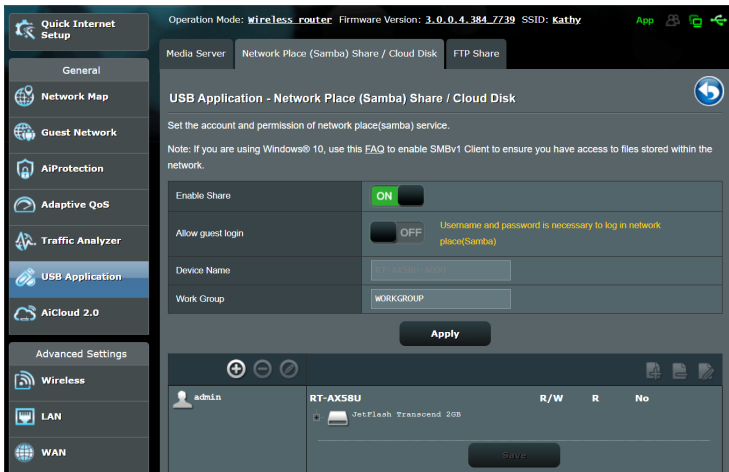 Quick Internet
Setup
Operation Mode: Wireless router Firmware Version: 3.0.0.4.384_7739 SSID: Kathy
App
Media Server
Network Place (Samba) Share / Cloud Disk
FTP Share
General
Network Map
Guest Network
AiProtection
Adaptive QoS
Traffic Analyzer
USB Application
AiCloud 2.0
Advanced Settings
Wireless
LAN
WAN
USB Application - Network Place (Samba) Share / Cloud Disk
Set the account and permission of network place(samba) service.
Note: If you are using Windows® 10, use this FAQ to enable SMBv1 Client to ensure you have access to files stored within the
network.
Enable Share
ON
Allow guest login
OFF
Username and password is necessary to log in network
place(Samba)
Device Name
Work Group
WORKGROUP
Apply
admin
RT-AX58U
R/W
R
No
JetFlash Transcend 2GB
Save